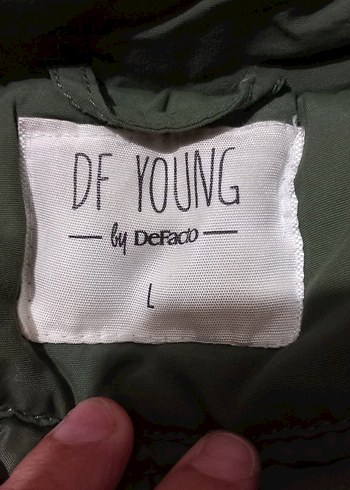 DF YOUNG
— by DeFacto —
L